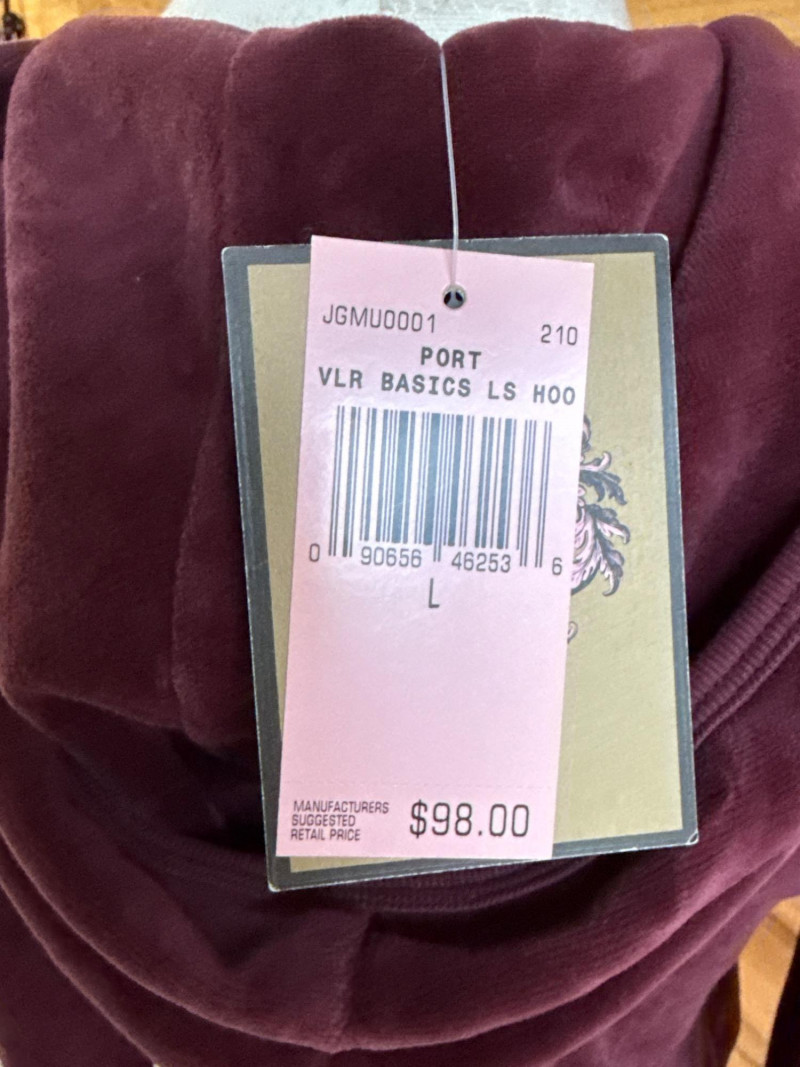 JGMU0001 210
PORT
VLR BASICS LS HOO
0 90656 46253 6
L
MANUFACTURERS
SUGGESTED
RETAIL PRICE
$98.00